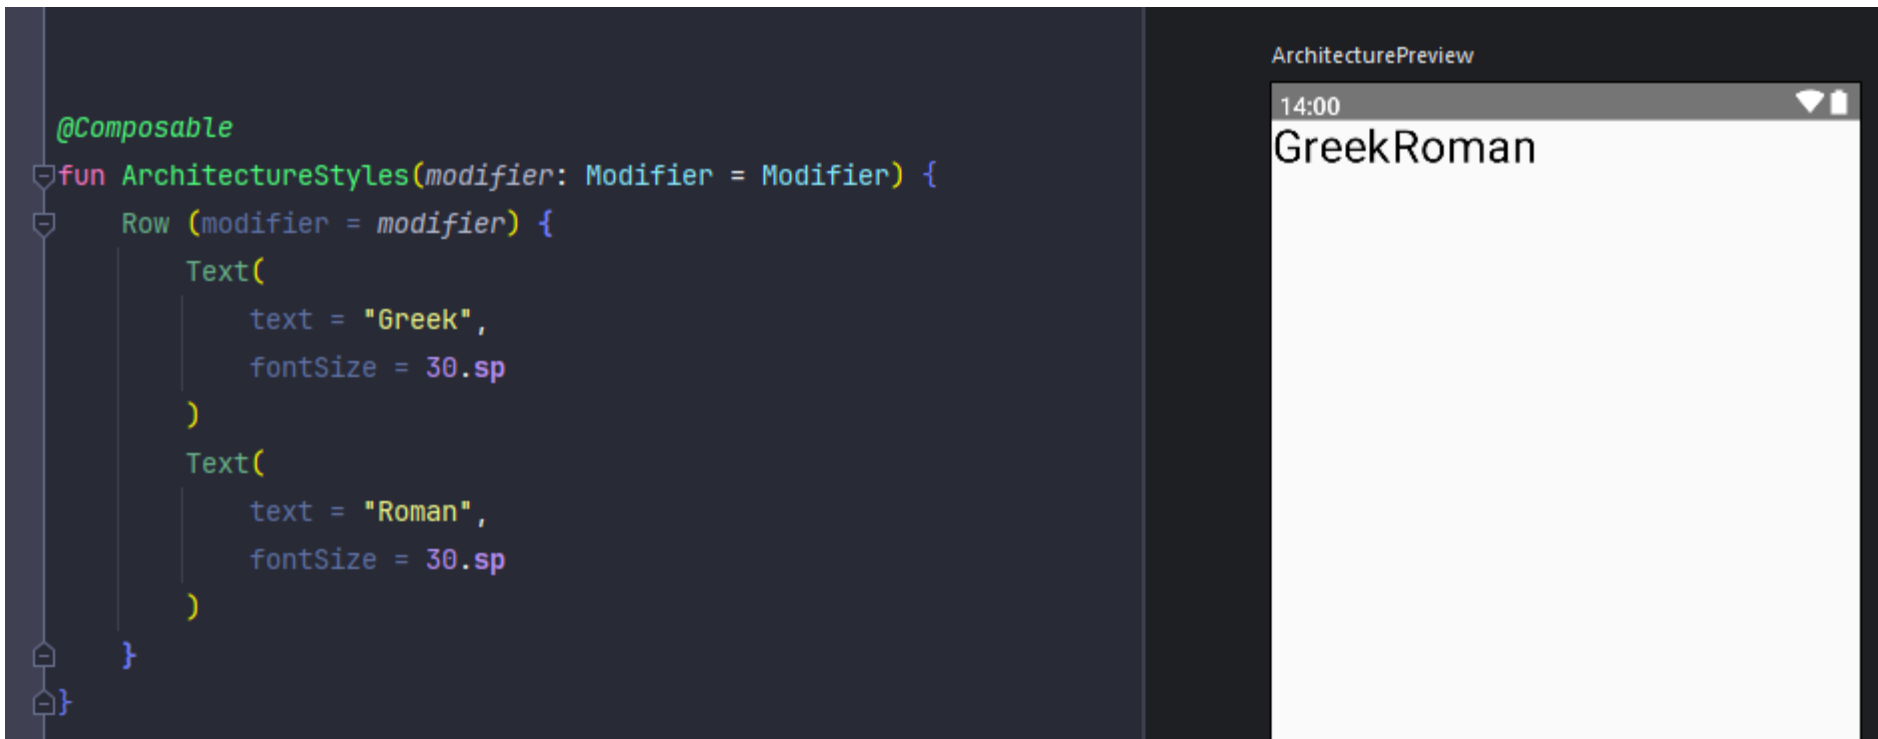 @Composable
fun ArchitectureStyles(modifier: Modifier = Modifier) {
    Row (modifier = modifier) {
        Text(
            text = "Greek",
            fontSize = 30.sp
        )
        Text(
            text = "Roman",
            fontSize = 30.sp
        )
    }
}
ArchitecturePreview
14:00
GreekRoman